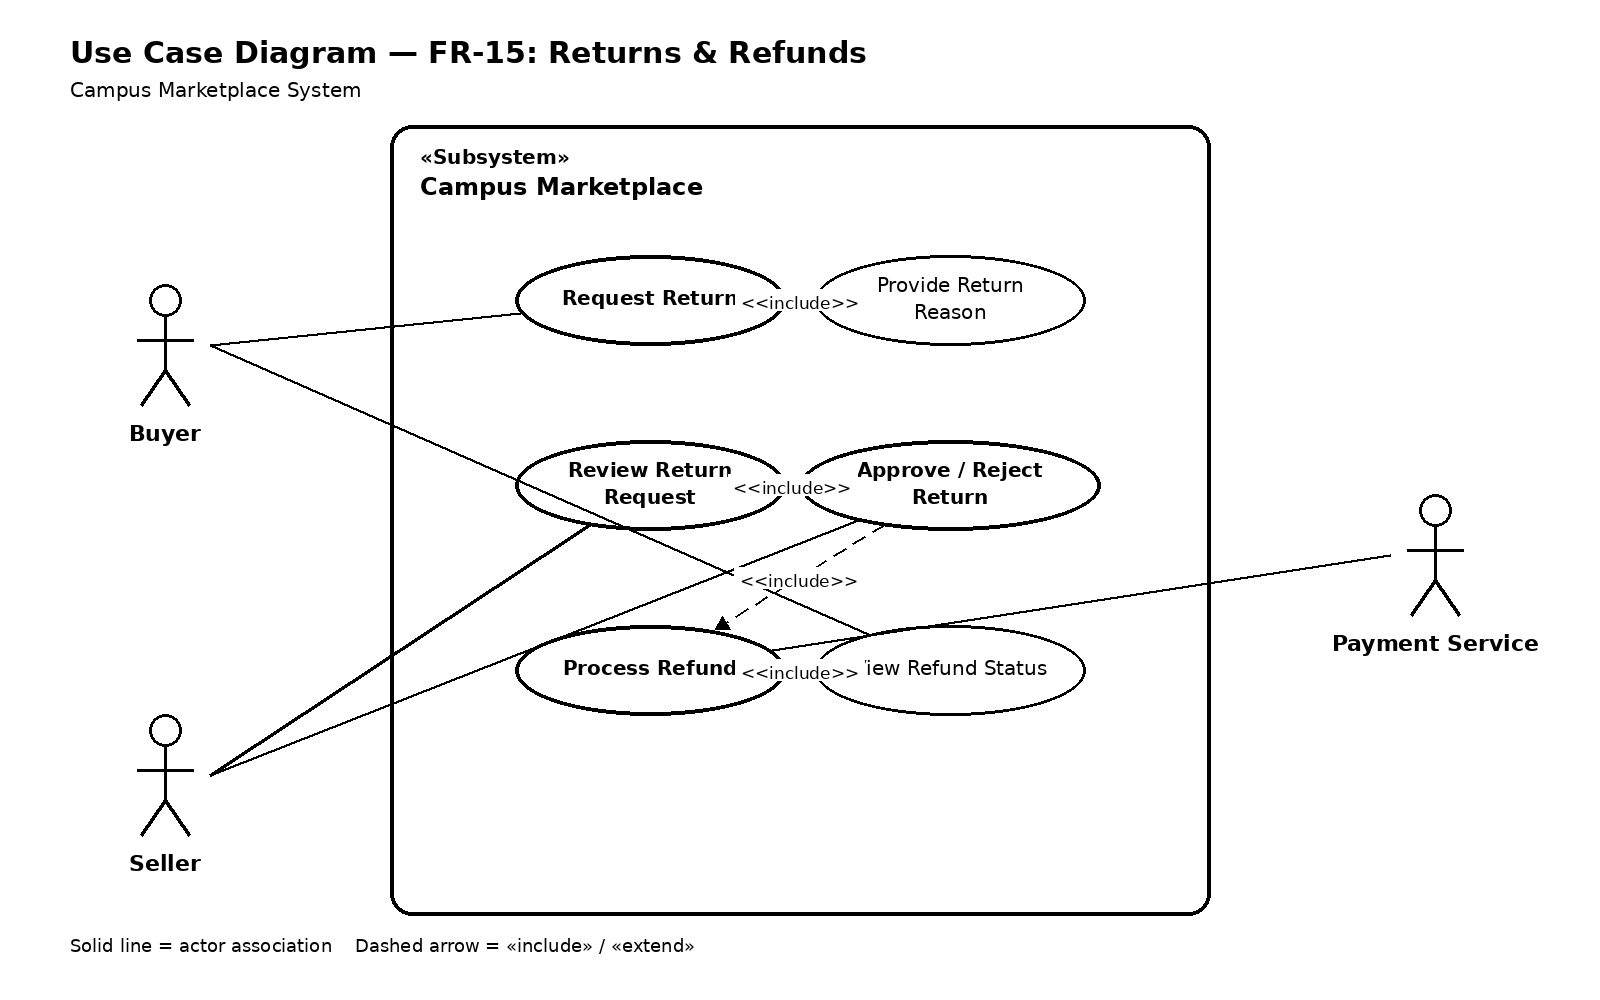 Use Case Diagram — FR-15: Returns & Refunds
Campus Marketplace System
«Subsystem»
Campus Marketplace
Request Return
<<include>>
Provide Return
Reason
Buyer
Review Return
Request
<<include>>
Approve / Reject
Return
<<include>>
Payment Service
Process Refund
<<include>>
iew Refund Status
Seller
Solid line = actor association    Dashed arrow = «include» / «extend»